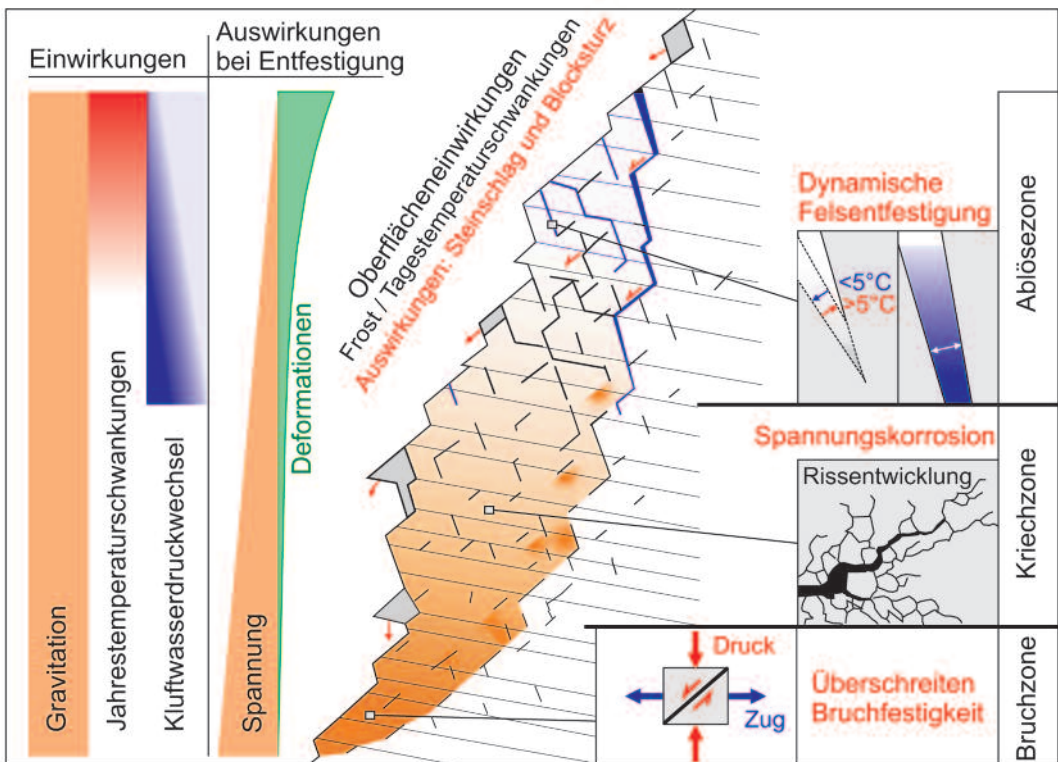 Einwirkungen
Auswirkungen
bei Entfestigung
Gravitation
Jahrestemperaturschwankungen
Kluftwasserdruckwechsel
Spannung
Deformationen
Oberflächeneinwirkungen
Frost / Tagestemperaturschwankungen
Auswirkungen: Steinschlag und Blocksturz
Dynamische
Felsentfestigung
<5°C
>5°C
Ablösezone
Spannungskorrosion
Rissentwicklung
Kriechzone
Druck
Zug
Überschreiten
Bruchfestigkeit
Bruchzone